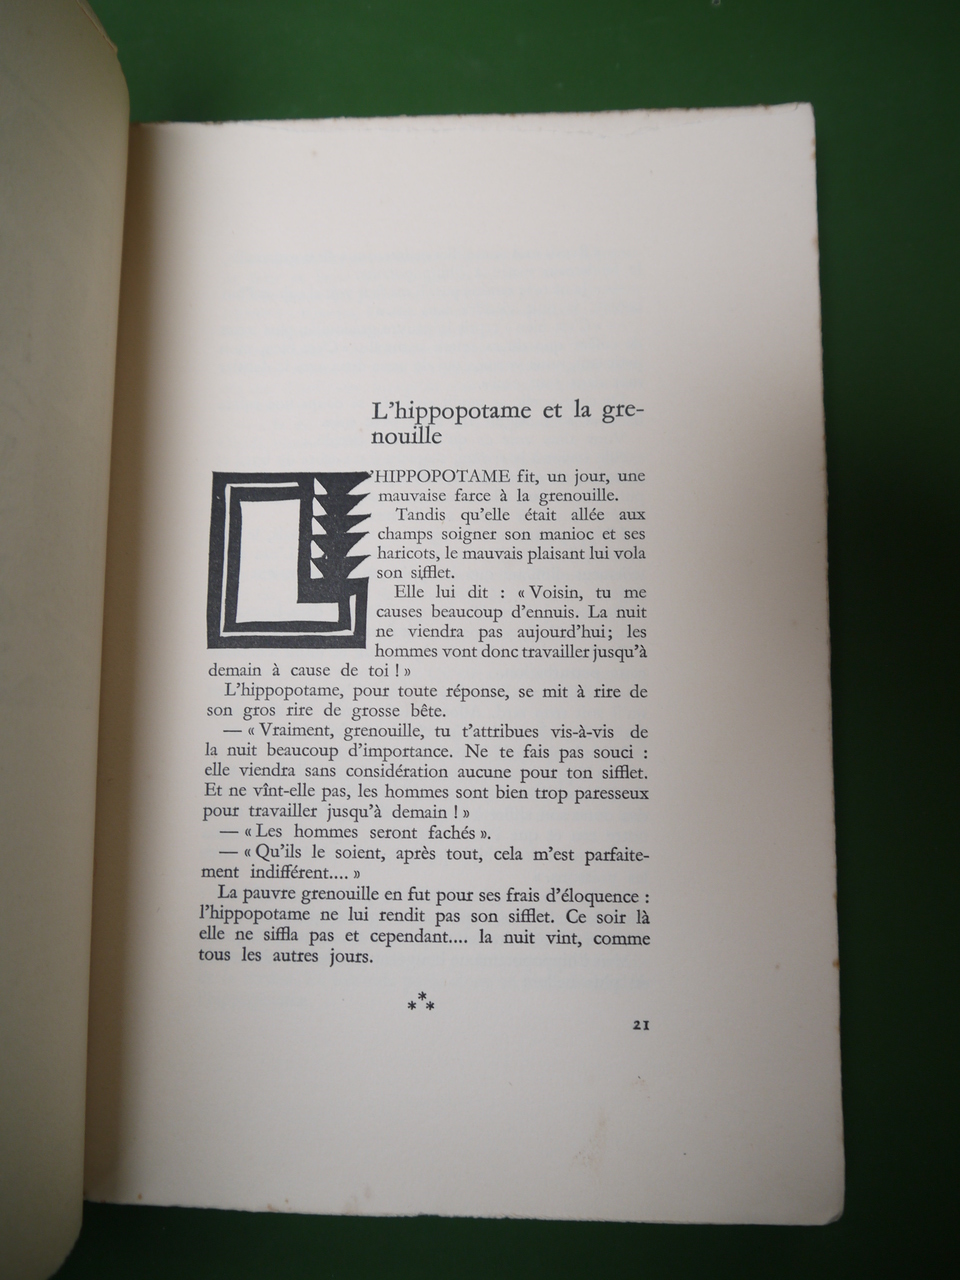 L'hippopotame et la gre-
nouille
L'HIPPOPOTAME fit, un jour, une
mauvaise farce à la grenouille.
Tandis qu'elle était allée aux
champs soigner son manioc et ses
haricots, le mauvais plaisant lui vola
son sifflet.
Elle lui dit : « Voisin, tu me
causes beaucoup d'ennuis. La nuit
ne viendra pas aujourd'hui; les
hommes vont donc travailler jusqu'à
demain à cause de toi ! »
L'hippopotame, pour toute réponse, se mit à rire de
son gros rire de grosse bête.
— « Vraiment, grenouille, tu t'attribues vis-à-vis de
la nuit beaucoup d'importance. Ne te fais pas souci :
elle viendra sans considération aucune pour ton sifflet.
Et ne vînt-elle pas, les hommes sont bien trop paresseux
pour travailler jusqu'à demain ! »
— « Les hommes seront fachés ».
— « Qu'ils le soient, après tout, cela m'est parfaite-
ment indifférent.... »
La pauvre grenouille en fut pour ses frais d'éloquence :
l'hippopotame ne lui rendit pas son sifflet. Ce soir là
elle ne siffla pas et cependant.... la nuit vint, comme
tous les autres jours.
***
21